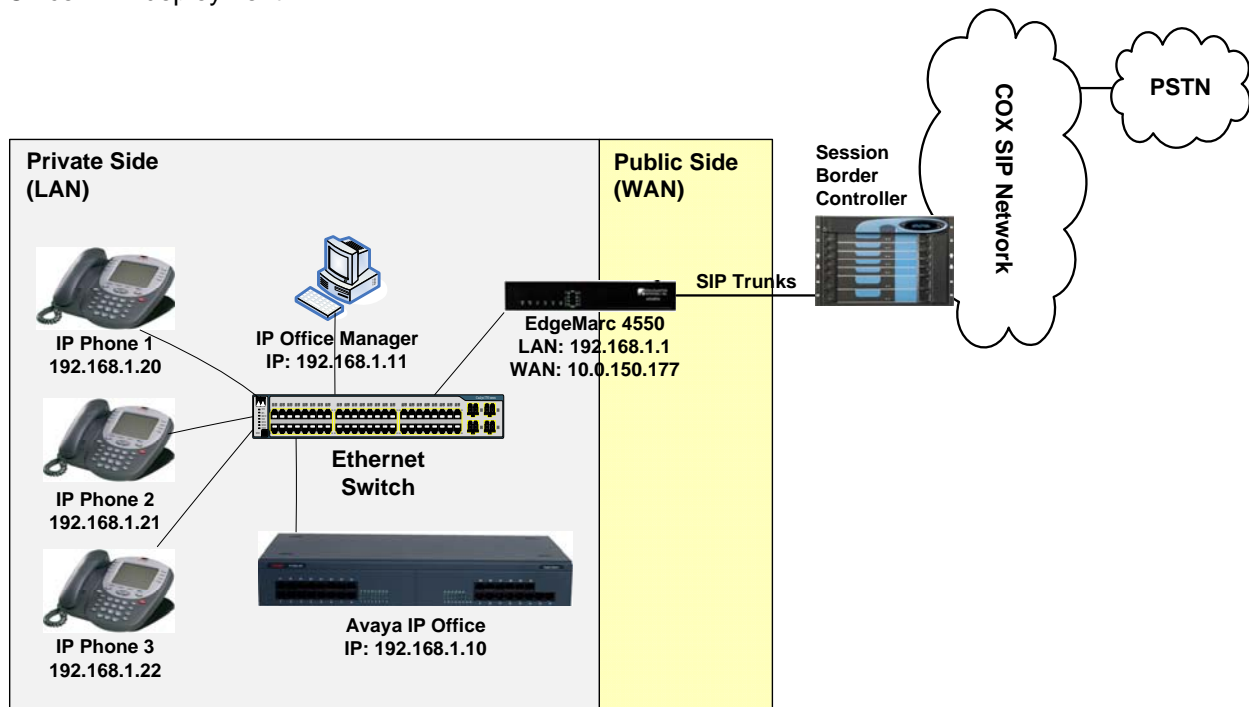 Private Side
(LAN)
Public Side
(WAN)
Session
Border
Controller
COX SIP Network
PSTN
SIP Trunks
IP Phone 1
192.168.1.20
IP Office Manager
IP: 192.168.1.11
EdgeMarc 4550
LAN: 192.168.1.1
WAN: 10.0.150.177
IP Phone 2
192.168.1.21
Ethernet
Switch
IP Phone 3
192.168.1.22
Avaya IP Office
IP: 192.168.1.10